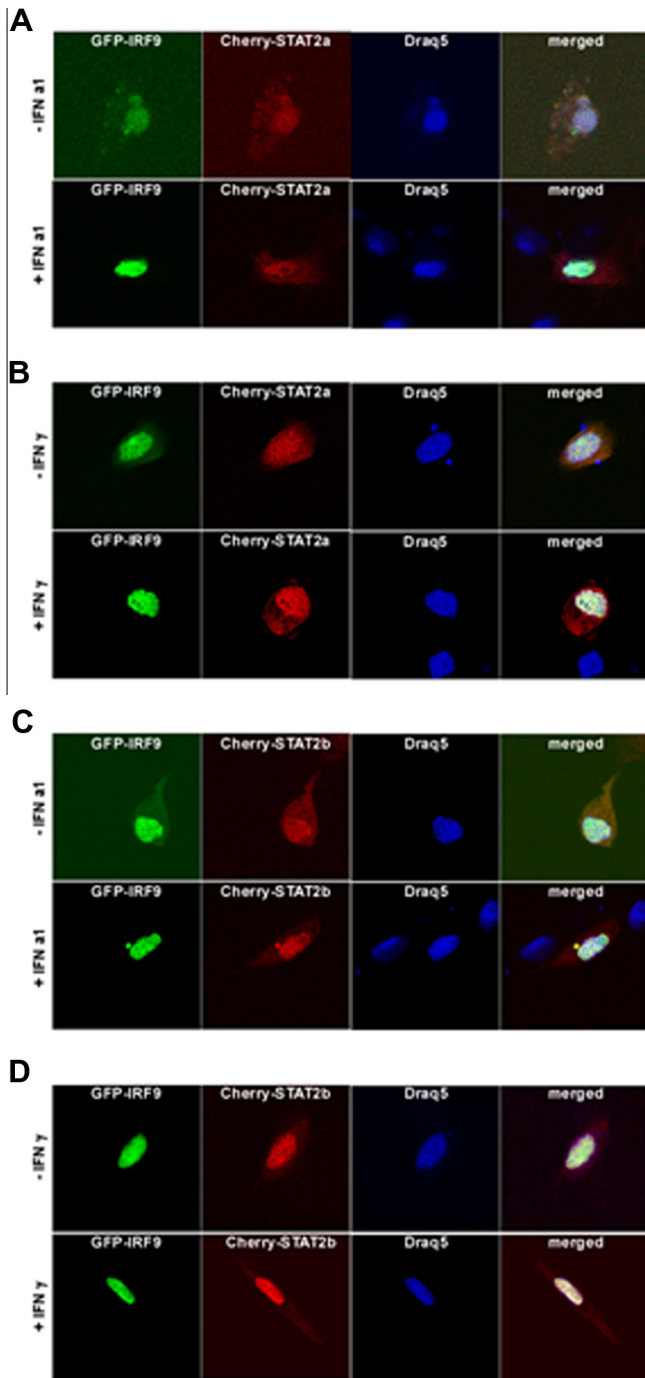 A
GFP-IRF9 Cherry-STAT2a Draq5 merged
- IFN a1
GFP-IRF9 Cherry-STAT2a Draq5 merged
+ IFN a1
B
GFP-IRF9 Cherry-STAT2a Draq5 merged
- IFN γ
GFP-IRF9 Cherry-STAT2a Draq5 merged
+ IFN γ
C
GFP-IRF9 Cherry-STAT2b Draq5 merged
- IFN a1
GFP-IRF9 Cherry-STAT2b Draq5 merged
+ IFN a1
D
GFP-IRF9 Cherry-STAT2b Draq5 merged
- IFN γ
GFP-IRF9 Cherry-STAT2b Draq5 merged
+ IFN γ